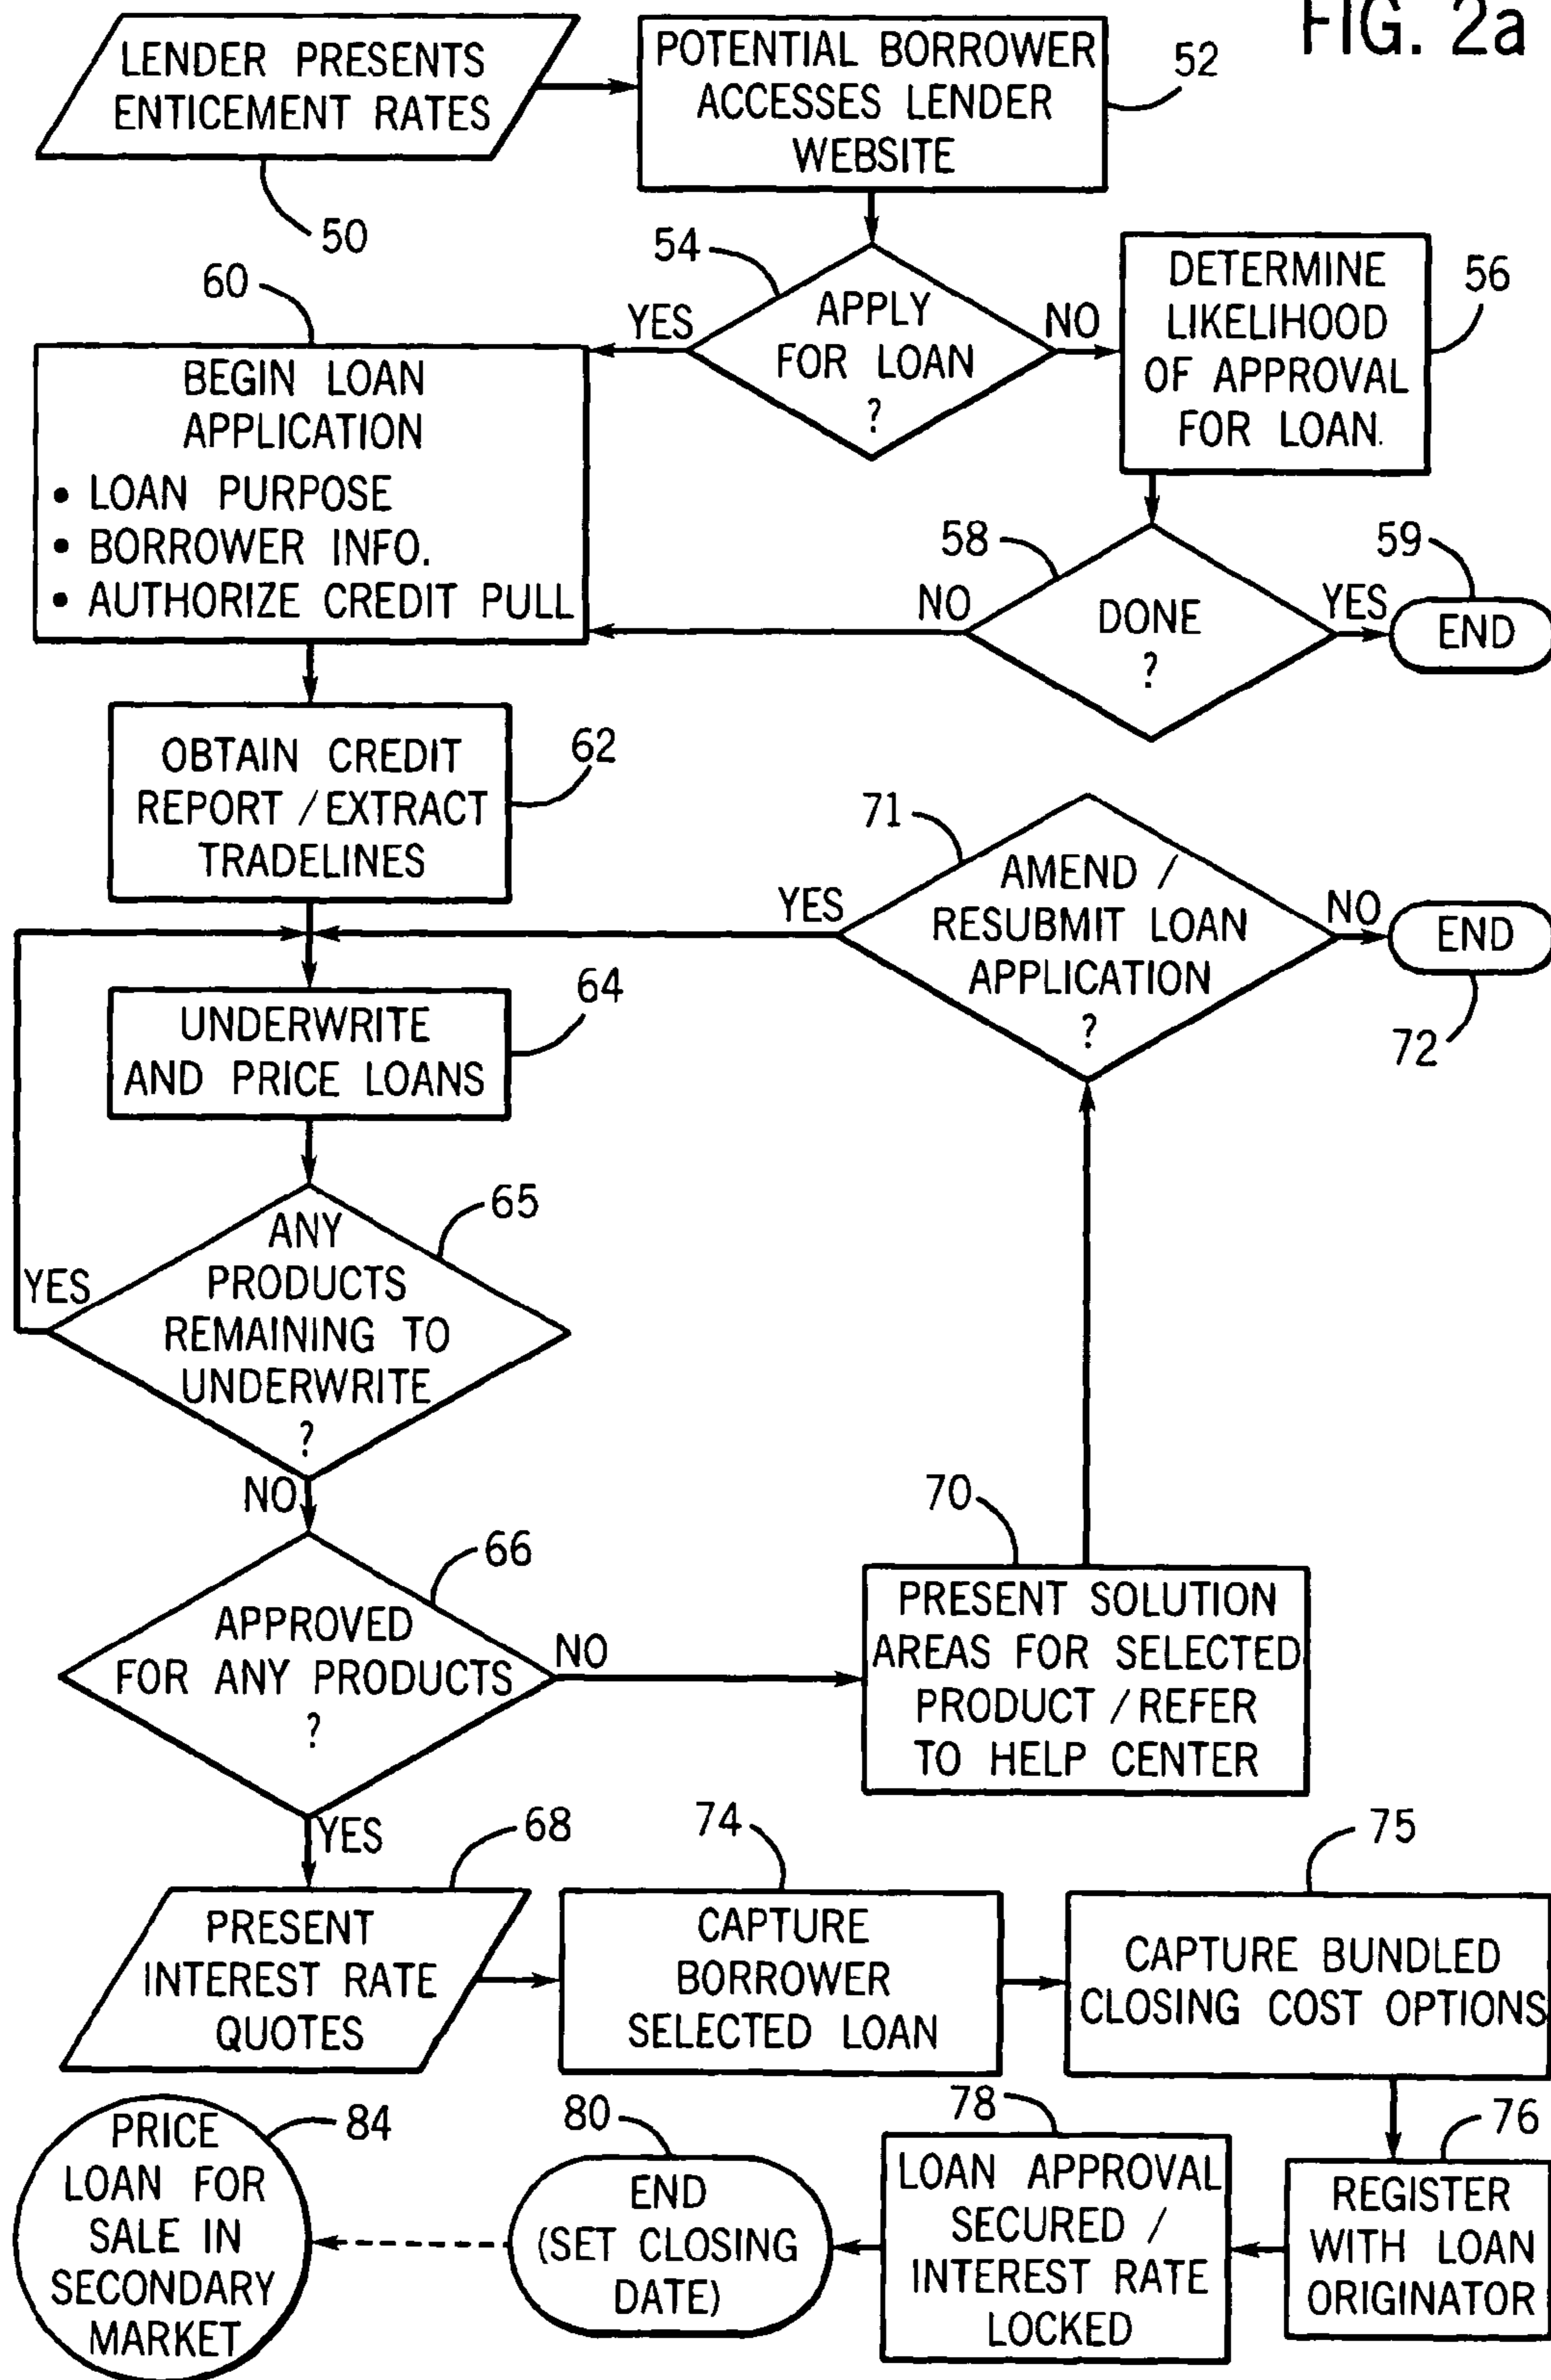 FIG. 2a
LENDER PRESENTS
ENTICEMENT RATES
50
POTENTIAL BORROWER
ACCESSES LENDER
WEBSITE
52
54
APPLY
FOR LOAN
?
YES
NO
DETERMINE
LIKELIHOOD
OF APPROVAL
FOR LOAN.
56
60
BEGIN LOAN
APPLICATION
• LOAN PURPOSE
• BORROWER INFO.
• AUTHORIZE CREDIT PULL
58
DONE
?
NO
YES
59
END
OBTAIN CREDIT
REPORT / EXTRACT
TRADELINES
62
71
AMEND /
RESUBMIT LOAN
APPLICATION
?
YES
NO
END
72
UNDERWRITE
AND PRICE LOANS
64
65
ANY
PRODUCTS
REMAINING TO
UNDERWRITE
?
YES
NO
66
APPROVED
FOR ANY PRODUCTS
?
NO
YES
70
PRESENT SOLUTION
AREAS FOR SELECTED
PRODUCT / REFER
TO HELP CENTER
68
PRESENT
INTEREST RATE
QUOTES
74
CAPTURE
BORROWER
SELECTED LOAN
75
CAPTURE BUNDLED
CLOSING COST OPTIONS
76
REGISTER
WITH LOAN
ORIGINATOR
78
LOAN APPROVAL
SECURED /
INTEREST RATE
LOCKED
80
END
(SET CLOSING
DATE)
84
PRICE
LOAN FOR
SALE IN
SECONDARY
MARKET